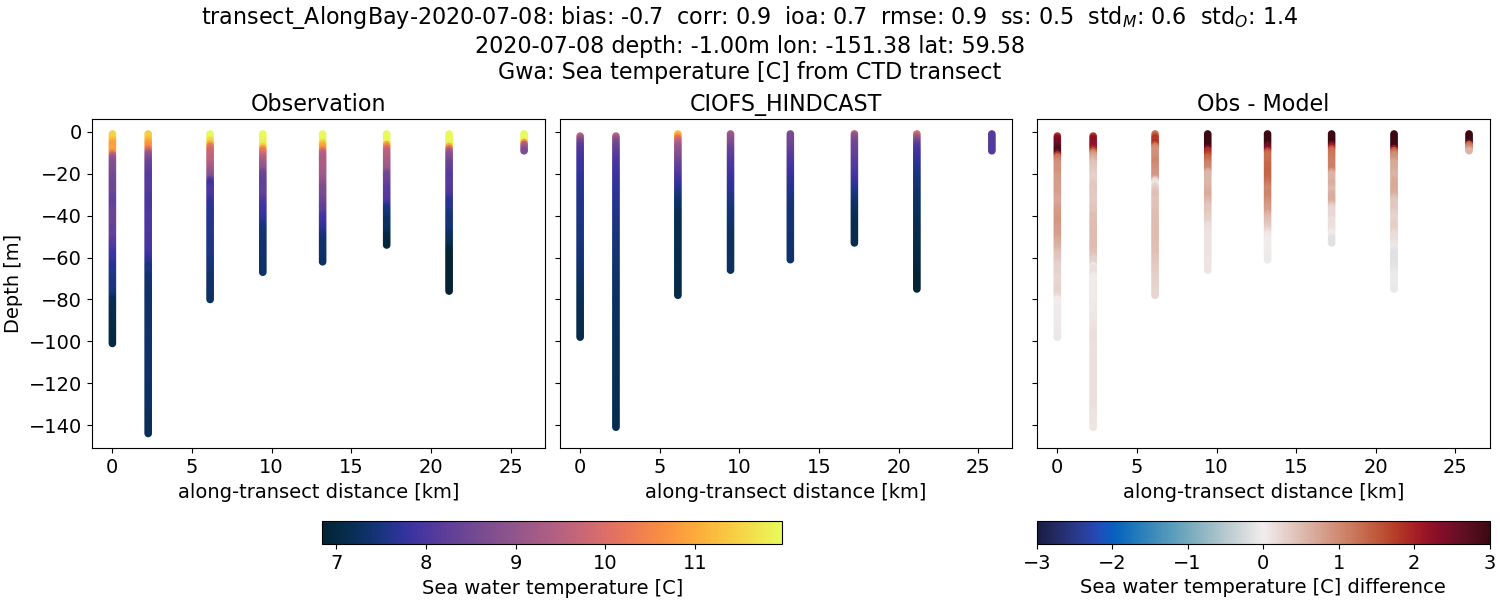 transect_AlongBay-2020-07-08: bias: -0.7 corr: 0.9 ioa: 0.7 rmse: 0.9 ss: 0.5 std_M: 0.6 std_O: 1.4
2020-07-08 depth: -1.00m lon: -151.38 lat: 59.58
Gwa: Sea temperature [C] from CTD transect
Observation
CIOFS_HINDCAST
Obs - Model
Depth [m]
0
−20
−40
−60
−80
−100
−120
−140
0 5 10 15 20 25
0 5 10 15 20 25
0 5 10 15 20 25
along-transect distance [km]
along-transect distance [km]
along-transect distance [km]
7 8 9 10 11
Sea water temperature [C]
−3 −2 −1 0 1 2 3
Sea water temperature [C] difference